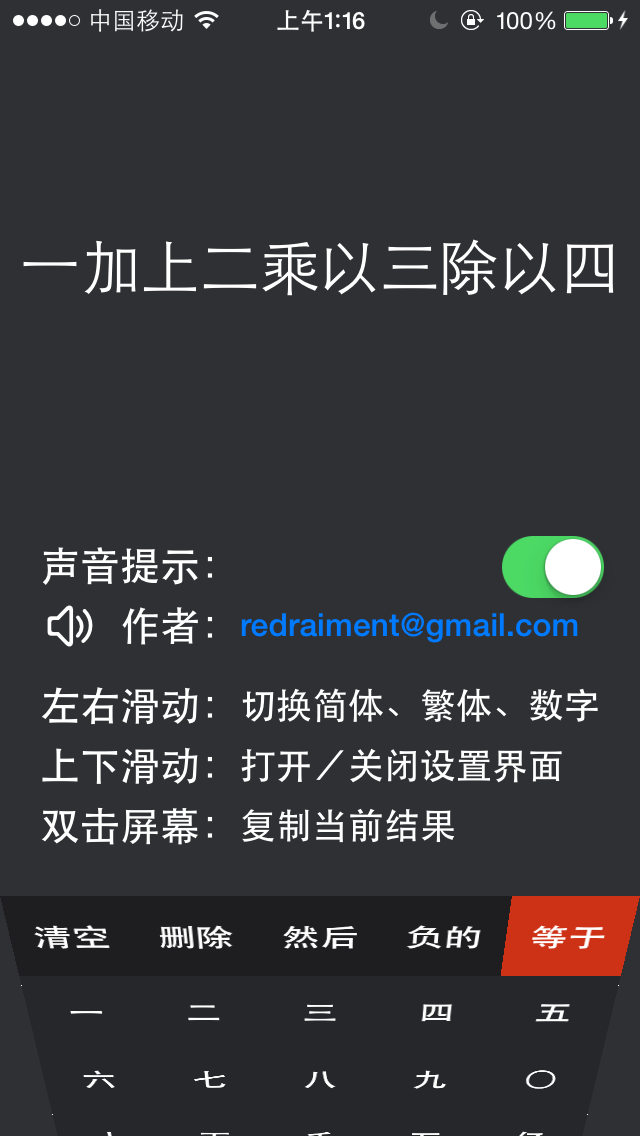 中国移动 上午1:16 100%
一加上二乘以三除以四
声音提示：
作者：redraiment@gmail.com
左右滑动：切换简体、繁体、数字
上下滑动：打开／关闭设置界面
双击屏幕：复制当前结果
清空 删除 然后 负的 等于
一 二 三 四 五
六 七 八 九 〇